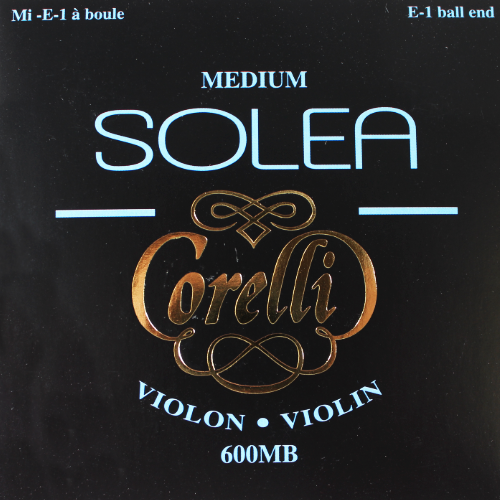 Mi -E-1 à boule
E-1 ball end
MEDIUM
SOLEA
Corelli
VIOLON • VIOLIN
600MB